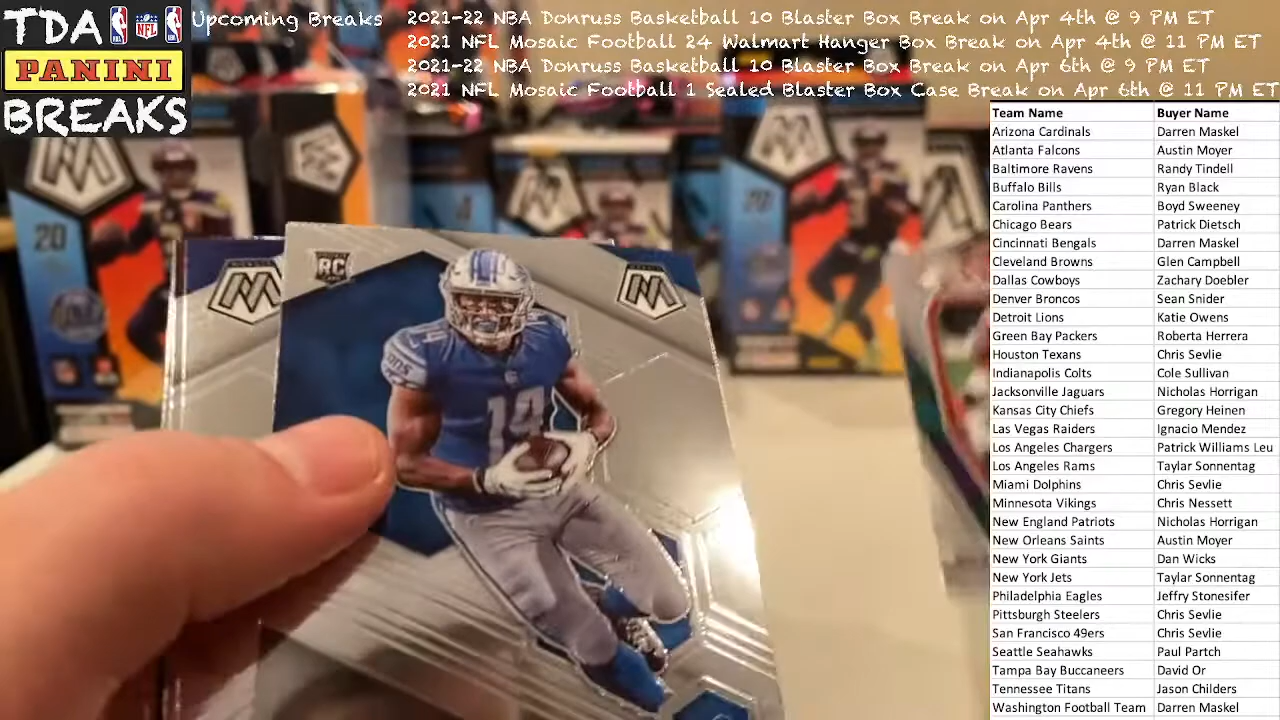 TDA
PANINI
BREAKS
Upcoming Breaks
2021-22 NBA Donruss Basketball 10 Blaster Box Break on Apr 4th @ 9 PM ET
2021 NFL Mosaic Football 24 Walmart Hanger Box Break on Apr 4th @ 11 PM ET
2021-22 NBA Donruss Basketball 10 Blaster Box Break on Apr 6th @ 9 PM ET
2021 NFL Mosaic Football 1 Sealed Blaster Box Case Break on Apr 6th @ 11 PM ET
Team Name Buyer Name
Arizona Cardinals Darren Maskel
Atlanta Falcons Austin Moyer
Baltimore Ravens Randy Tindell
Buffalo Bills Ryan Black
Carolina Panthers Boyd Sweeney
Chicago Bears Patrick Dietsch
Cincinnati Bengals Darren Maskel
Cleveland Browns Glen Campbell
Dallas Cowboys Zachary Doebler
Denver Broncos Sean Snider
Detroit Lions Katie Owens
Green Bay Packers Roberta Herrera
Houston Texans Chris Sevlie
Indianapolis Colts Cole Sullivan
Jacksonville Jaguars Nicholas Horrigan
Kansas City Chiefs Gregory Heinen
Las Vegas Raiders Ignacio Mendez
Los Angeles Chargers Patrick Williams Leu
Los Angeles Rams Taylar Sonnentag
Miami Dolphins Chris Sevlie
Minnesota Vikings Chris Nessett
New England Patriots Nicholas Horrigan
New Orleans Saints Austin Moyer
New York Giants Dan Wicks
New York Jets Taylar Sonnentag
Philadelphia Eagles Jeffry Stonesifer
Pittsburgh Steelers Chris Sevlie
San Francisco 49ers Chris Sevlie
Seattle Seahawks Paul Partch
Tampa Bay Buccaneers David Or
Tennessee Titans Jason Childers
Washington Football Team Darren Maskel
RC
M
M
14
20